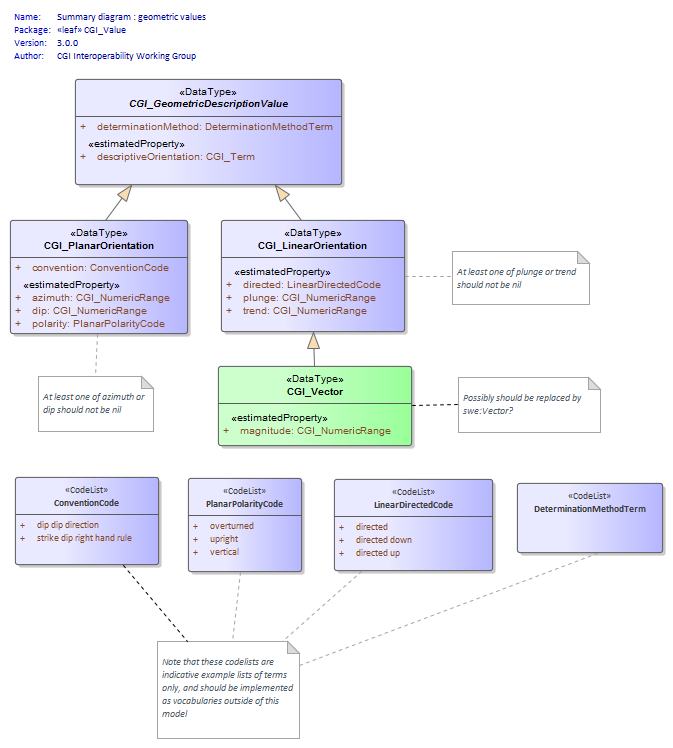 Name: Summary diagram : geometric values
Package: «leaf» CGI_Value
Version: 3.0.0
Author: CGI Interoperability Working Group
«DataType»
CGI_GeometricDescriptionValue
+ determinationMethod: DeterminationMethodTerm
«estimatedProperty»
+ descriptiveOrientation: CGI_Term
«DataType»
CGI_PlanarOrientation
+ convention: ConventionCode
«estimatedProperty»
+ azimuth: CGI_NumericRange
+ dip: CGI_NumericRange
+ polarity: PlanarPolarityCode
«DataType»
CGI_LinearOrientation
«estimatedProperty»
+ directed: LinearDirectedCode
+ plunge: CGI_NumericRange
+ trend: CGI_NumericRange
At least one of plunge or trend
should not be nil
At least one of azimuth or
dip should not be nil
«DataType»
CGI_Vector
«estimatedProperty»
+ magnitude: CGI_NumericRange
Possibly should be replaced by
swe:Vector?
«CodeList»
ConventionCode
+ dip dip direction
+ strike dip right hand rule
«CodeList»
PlanarPolarityCode
+ overturned
+ upright
+ vertical
«CodeList»
LinearDirectedCode
+ directed
+ directed down
+ directed up
«CodeList»
DeterminationMethodTerm
Note that these codelists are
indicative example lists of terms
only, and should be implemented
as vocabularies outside of this
model